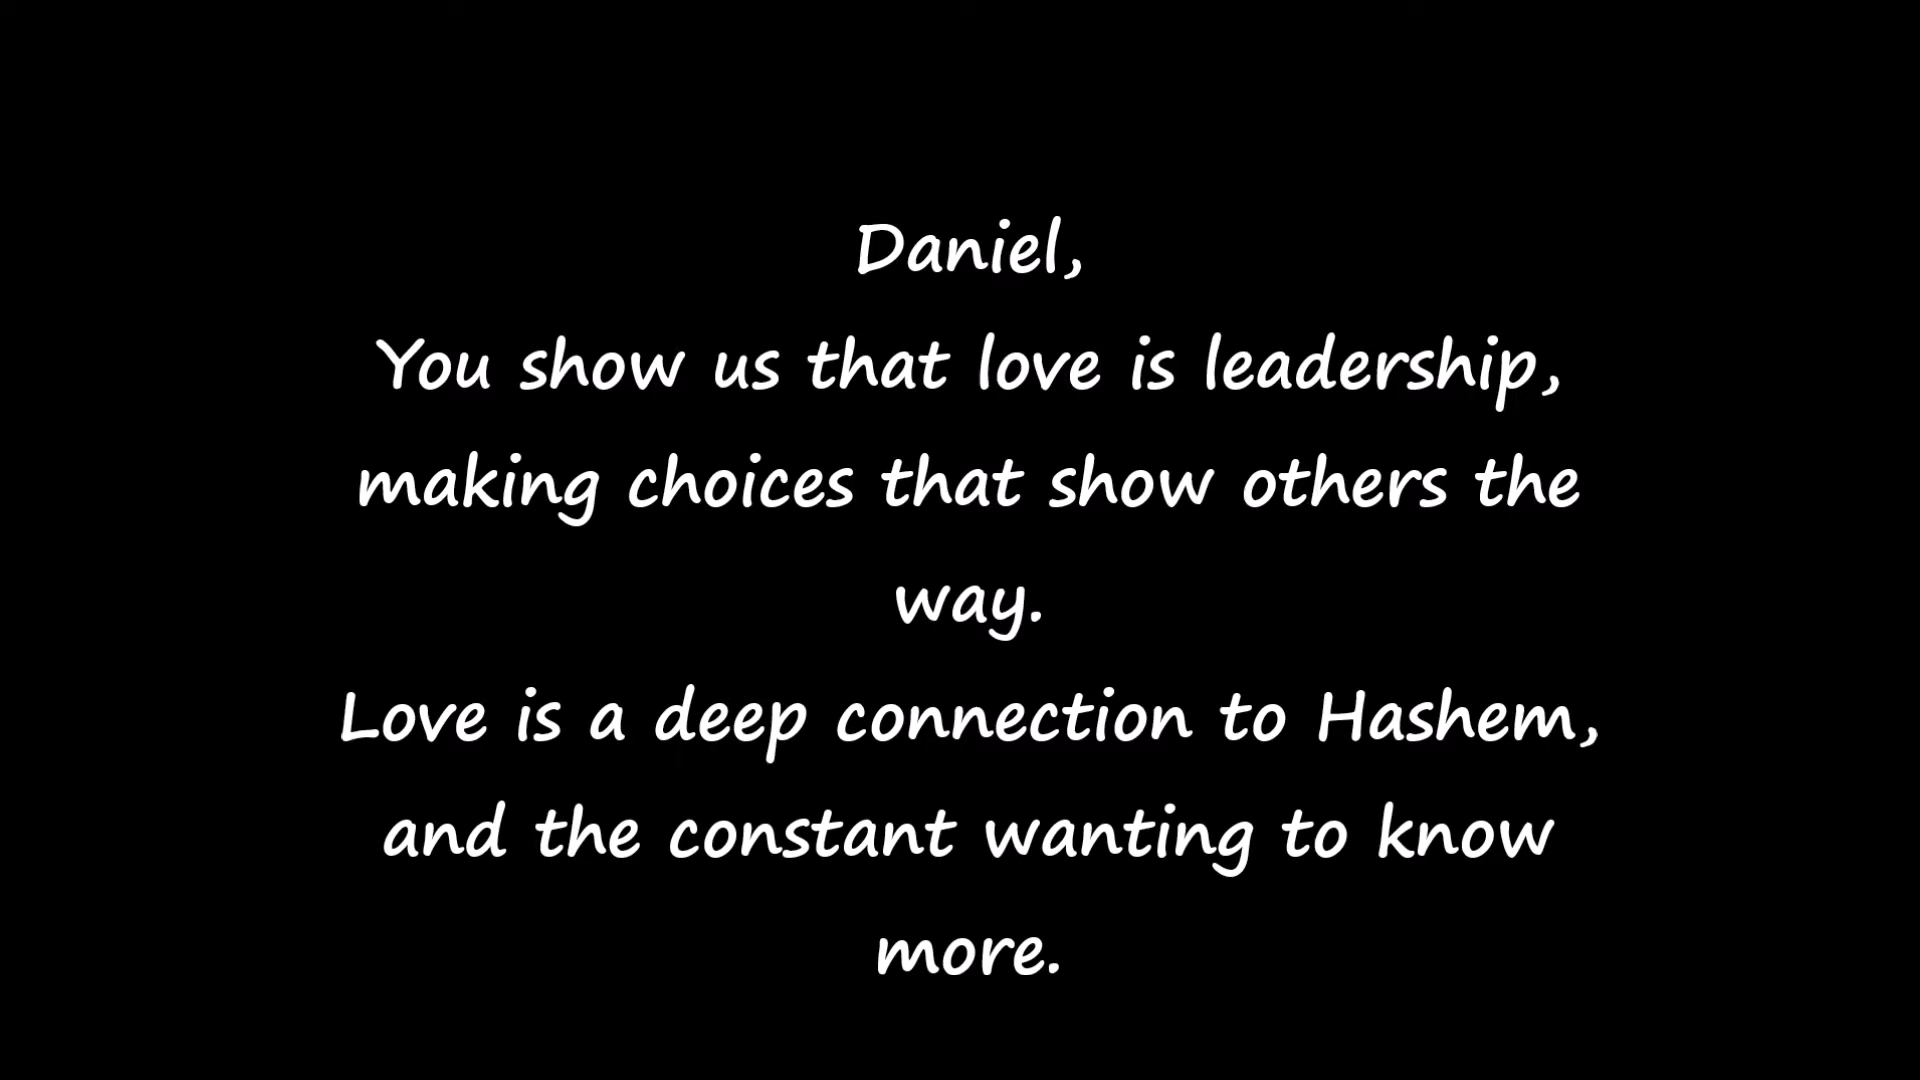 Daniel,
You show us that love is leadership,
making choices that show others the
way.
Love is a deep connection to Hashem,
and the constant wanting to know
more.